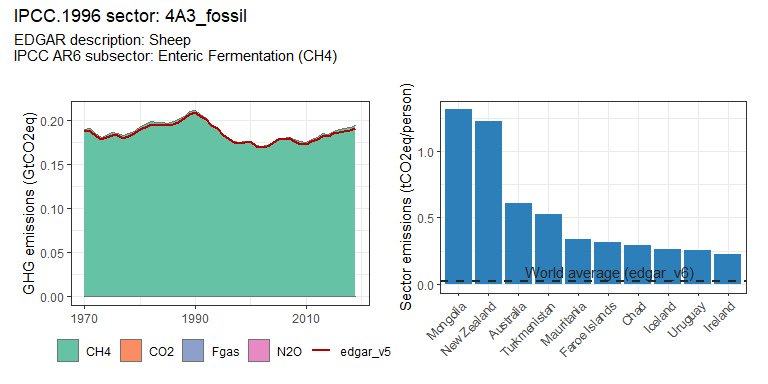 IPCC.1996 sector: 4A3_fossil
EDGAR description: Sheep
IPCC AR6 subsector: Enteric Fermentation (CH4)
GHG emissions (GtCO2eq)
0.20
0.15
0.10
0.05
0.00
1970
1990
2010
CH4
CO2
Fgas
N2O
edgar_v5
Sector emissions (tCO2eq/person)
1.0
0.5
0.0
World average (edgar_v6)
Mongolia
New Zealand
Australia
Turkmenistan
Mauritania
Faroe Islands
Chad
Iceland
Uruguay
Ireland